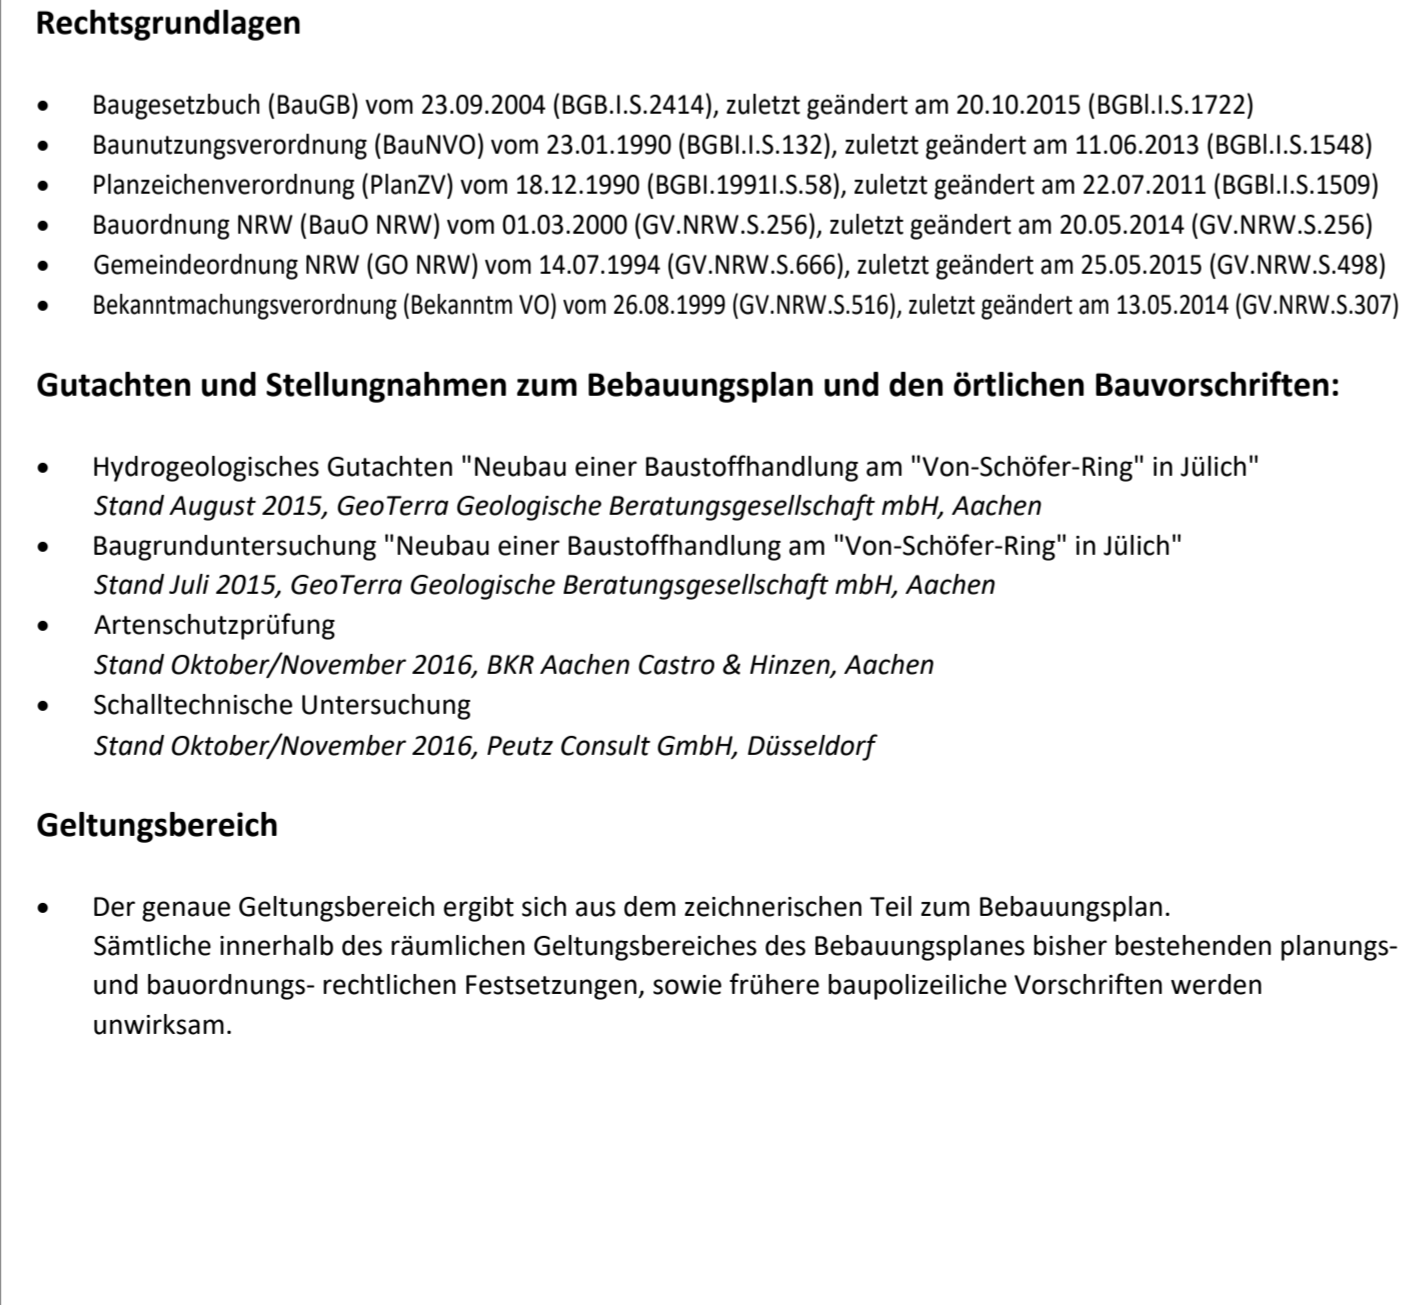 Rechtsgrundlagen
• Baugesetzbuch (BauGB) vom 23.09.2004 (BGB.I.S.2414), zuletzt geändert am 20.10.2015 (BGBl.I.S.1722)
• Baunutzungsverordnung (BauNVO) vom 23.01.1990 (BGBI.I.S.132), zuletzt geändert am 11.06.2013 (BGBl.I.S.1548)
• Planzeichenverordnung (PlanZV) vom 18.12.1990 (BGBI.1991I.S.58), zuletzt geändert am 22.07.2011 (BGBl.I.S.1509)
• Bauordnung NRW (BauO NRW) vom 01.03.2000 (GV.NRW.S.256), zuletzt geändert am 20.05.2014 (GV.NRW.S.256)
• Gemeindeordnung NRW (GO NRW) vom 14.07.1994 (GV.NRW.S.666), zuletzt geändert am 25.05.2015 (GV.NRW.S.498)
• Bekanntmachungsverordnung (Bekanntm VO) vom 26.08.1999 (GV.NRW.S.516), zuletzt geändert am 13.05.2014 (GV.NRW.S.307)
Gutachten und Stellungnahmen zum Bebauungsplan und den örtlichen Bauvorschriften:
• Hydrogeologisches Gutachten "Neubau einer Baustoffhandlung am "Von-Schöfer-Ring" in Jülich"
Stand August 2015, GeoTerra Geologische Beratungsgesellschaft mbH, Aachen
• Baugrunduntersuchung "Neubau einer Baustoffhandlung am "Von-Schöfer-Ring" in Jülich"
Stand Juli 2015, GeoTerra Geologische Beratungsgesellschaft mbH, Aachen
• Artenschutzprüfung
Stand Oktober/November 2016, BKR Aachen Castro & Hinzen, Aachen
• Schalltechnische Untersuchung
Stand Oktober/November 2016, Peutz Consult GmbH, Düsseldorf
Geltungsbereich
• Der genaue Geltungsbereich ergibt sich aus dem zeichnerischen Teil zum Bebauungsplan.
Sämtliche innerhalb des räumlichen Geltungsbereiches des Bebauungsplanes bisher bestehenden planungs-
und bauordnungs- rechtlichen Festsetzungen, sowie frühere baupolizeiliche Vorschriften werden
unwirksam.